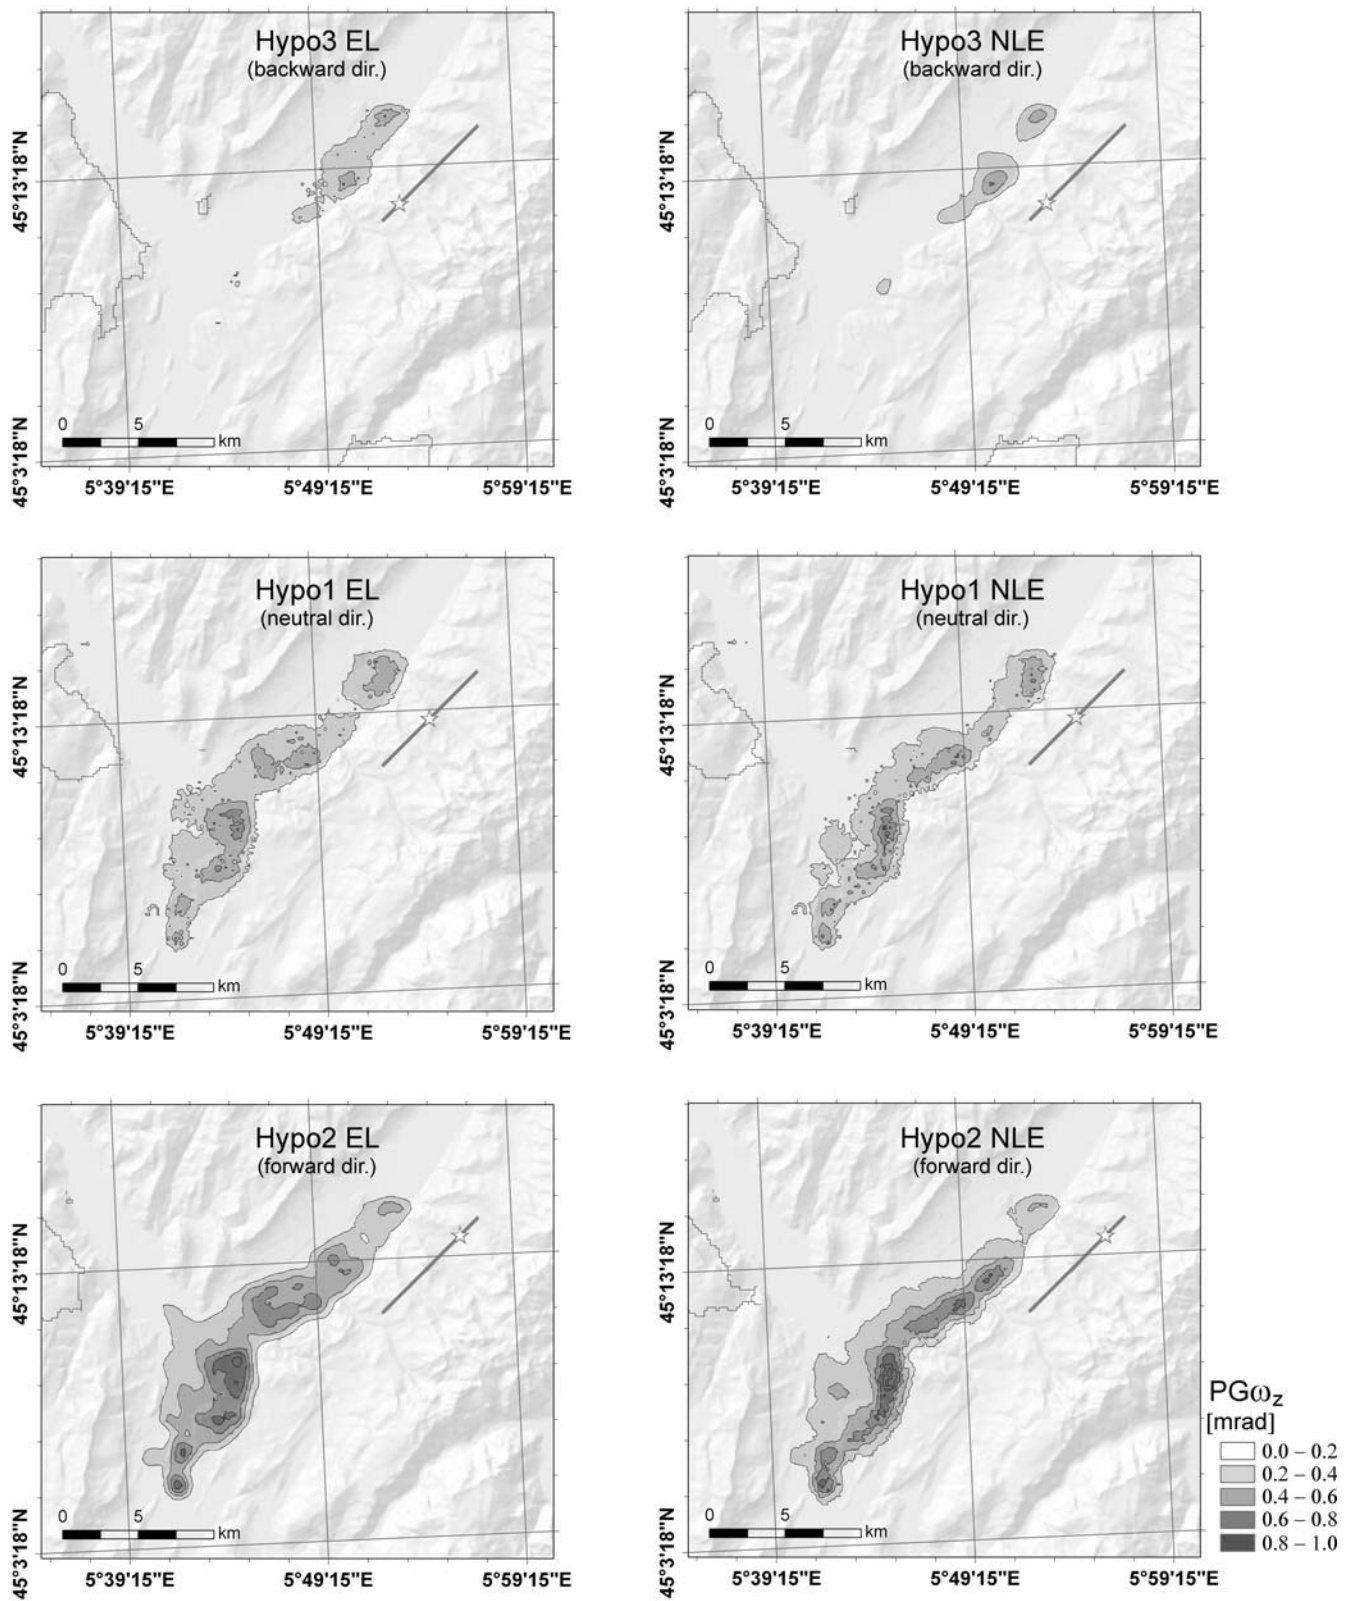 Hypo3 EL
(backward dir.)
45°13'18"N
45°3'18"N
0 5 km
5°39'15"E 5°49'15"E 5°59'15"E
Hypo3 NLE
(backward dir.)
45°13'18"N
45°3'18"N
0 5 km
5°39'15"E 5°49'15"E 5°59'15"E
Hypo1 EL
(neutral dir.)
45°13'18"N
45°3'18"N
0 5 km
5°39'15"E 5°49'15"E 5°59'15"E
Hypo1 NLE
(neutral dir.)
45°13'18"N
45°3'18"N
0 5 km
5°39'15"E 5°49'15"E 5°59'15"E
Hypo2 EL
(forward dir.)
45°13'18"N
45°3'18"N
0 5 km
5°39'15"E 5°49'15"E 5°59'15"E
Hypo2 NLE
(forward dir.)
45°13'18"N
45°3'18"N
0 5 km
5°39'15"E 5°49'15"E 5°59'15"E
PGωz
[mrad]
0.0 – 0.2
0.2 – 0.4
0.4 – 0.6
0.6 – 0.8
0.8 – 1.0